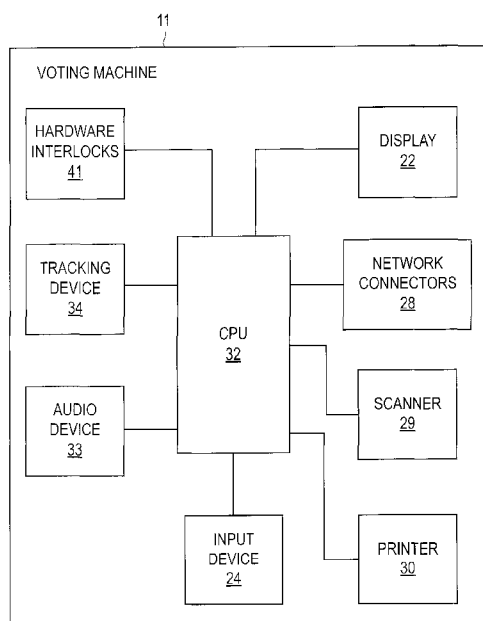 11
VOTING MACHINE
HARDWARE
INTERLOCKS
41
DISPLAY
22
TRACKING
DEVICE
34
NETWORK
CONNECTORS
28
CPU
32
AUDIO
DEVICE
33
SCANNER
29
INPUT
DEVICE
24
PRINTER
30